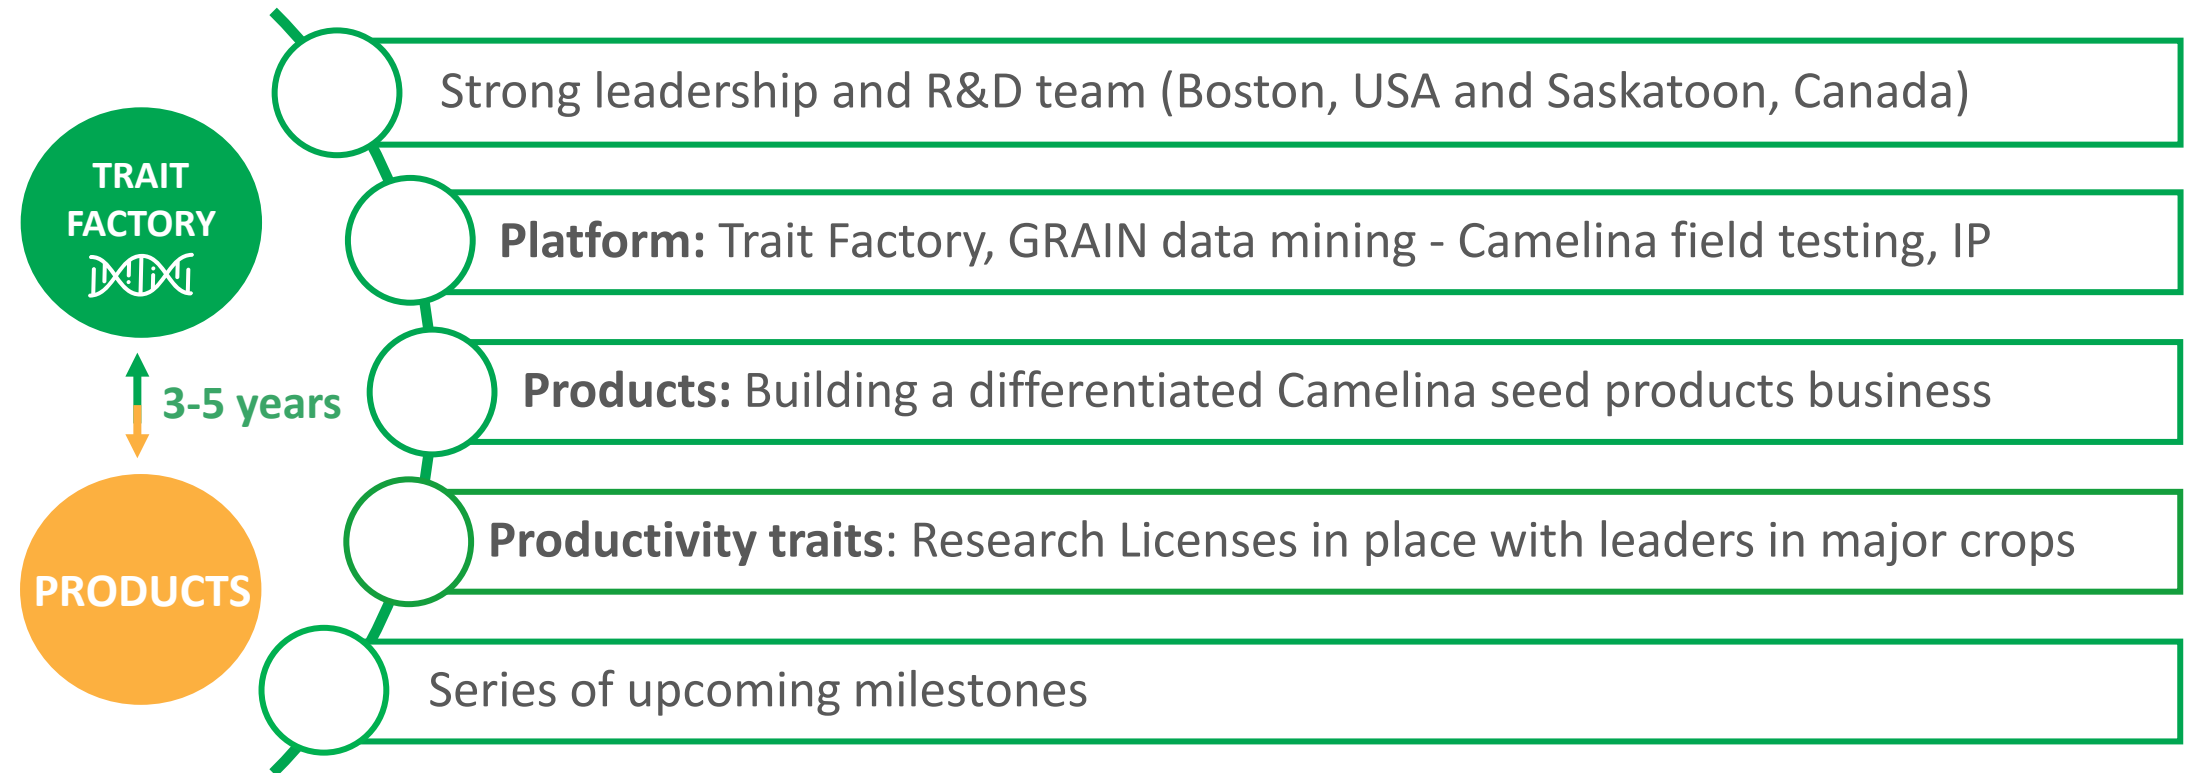 TRAIT
FACTORY
3-5 years
PRODUCTS
Strong leadership and R&D team (Boston, USA and Saskatoon, Canada)
Platform: Trait Factory, GRAIN data mining - Camelina field testing, IP
Products: Building a differentiated Camelina seed products business
Productivity traits: Research Licenses in place with leaders in major crops
Series of upcoming milestones